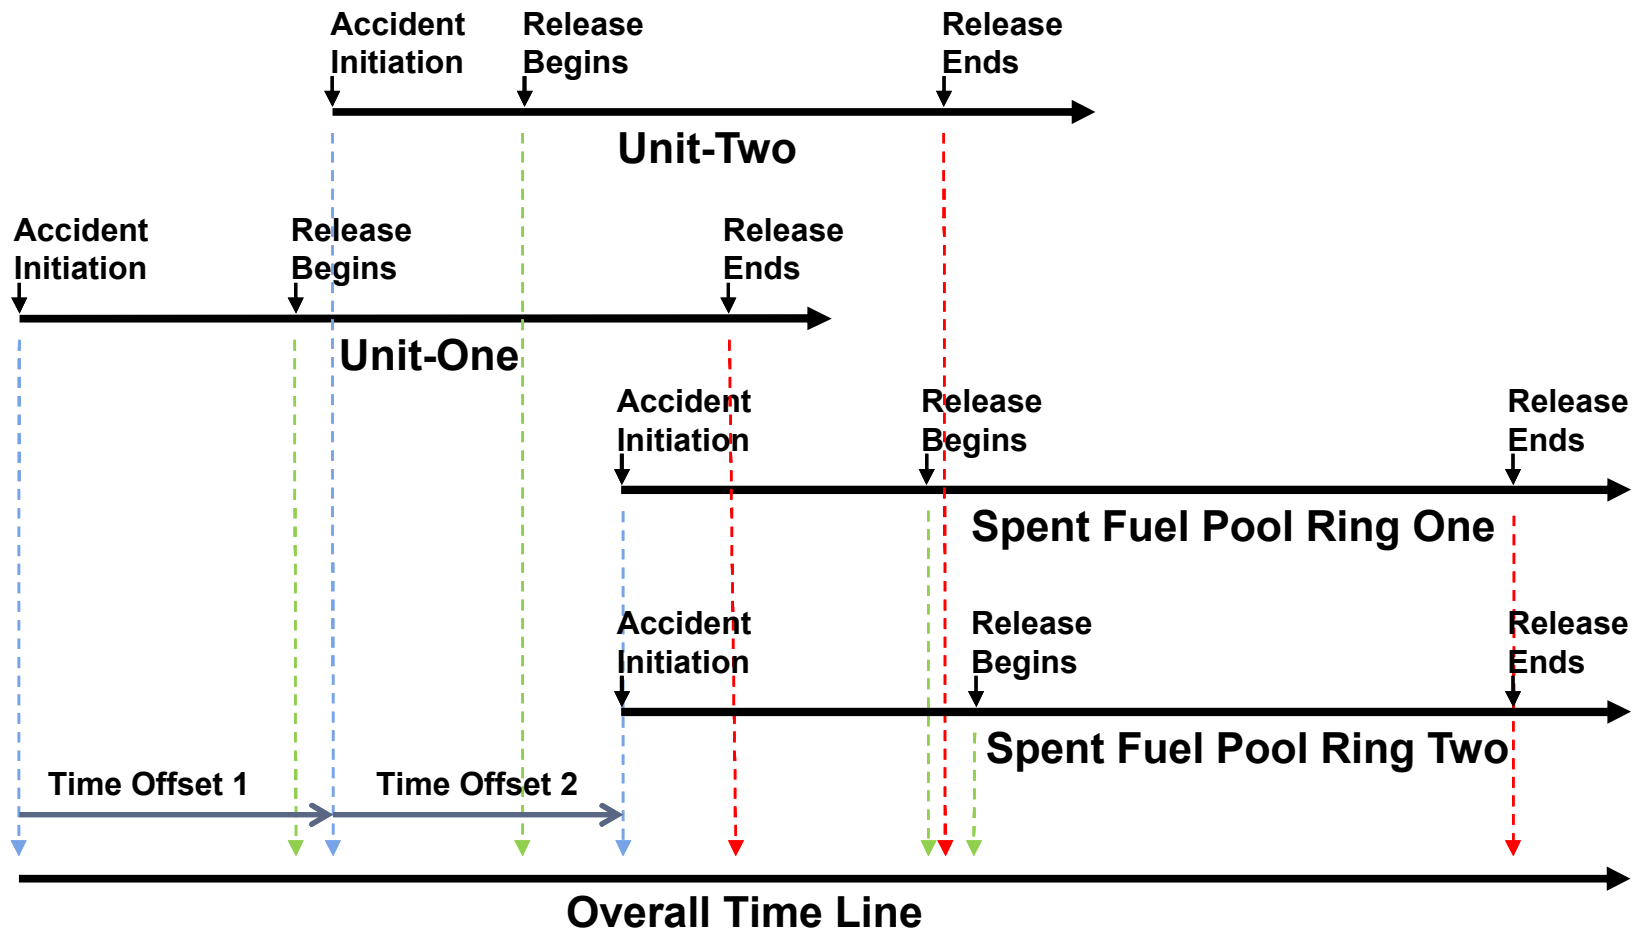 Accident
Initiation
Release
Begins
Release
Ends
Unit-Two
Accident
Initiation
Release
Begins
Release
Ends
Unit-One
Accident
Initiation
Release
Begins
Release
Ends
Spent Fuel Pool Ring One
Accident
Initiation
Release
Begins
Release
Ends
Spent Fuel Pool Ring Two
Time Offset 1
Time Offset 2
Overall Time Line